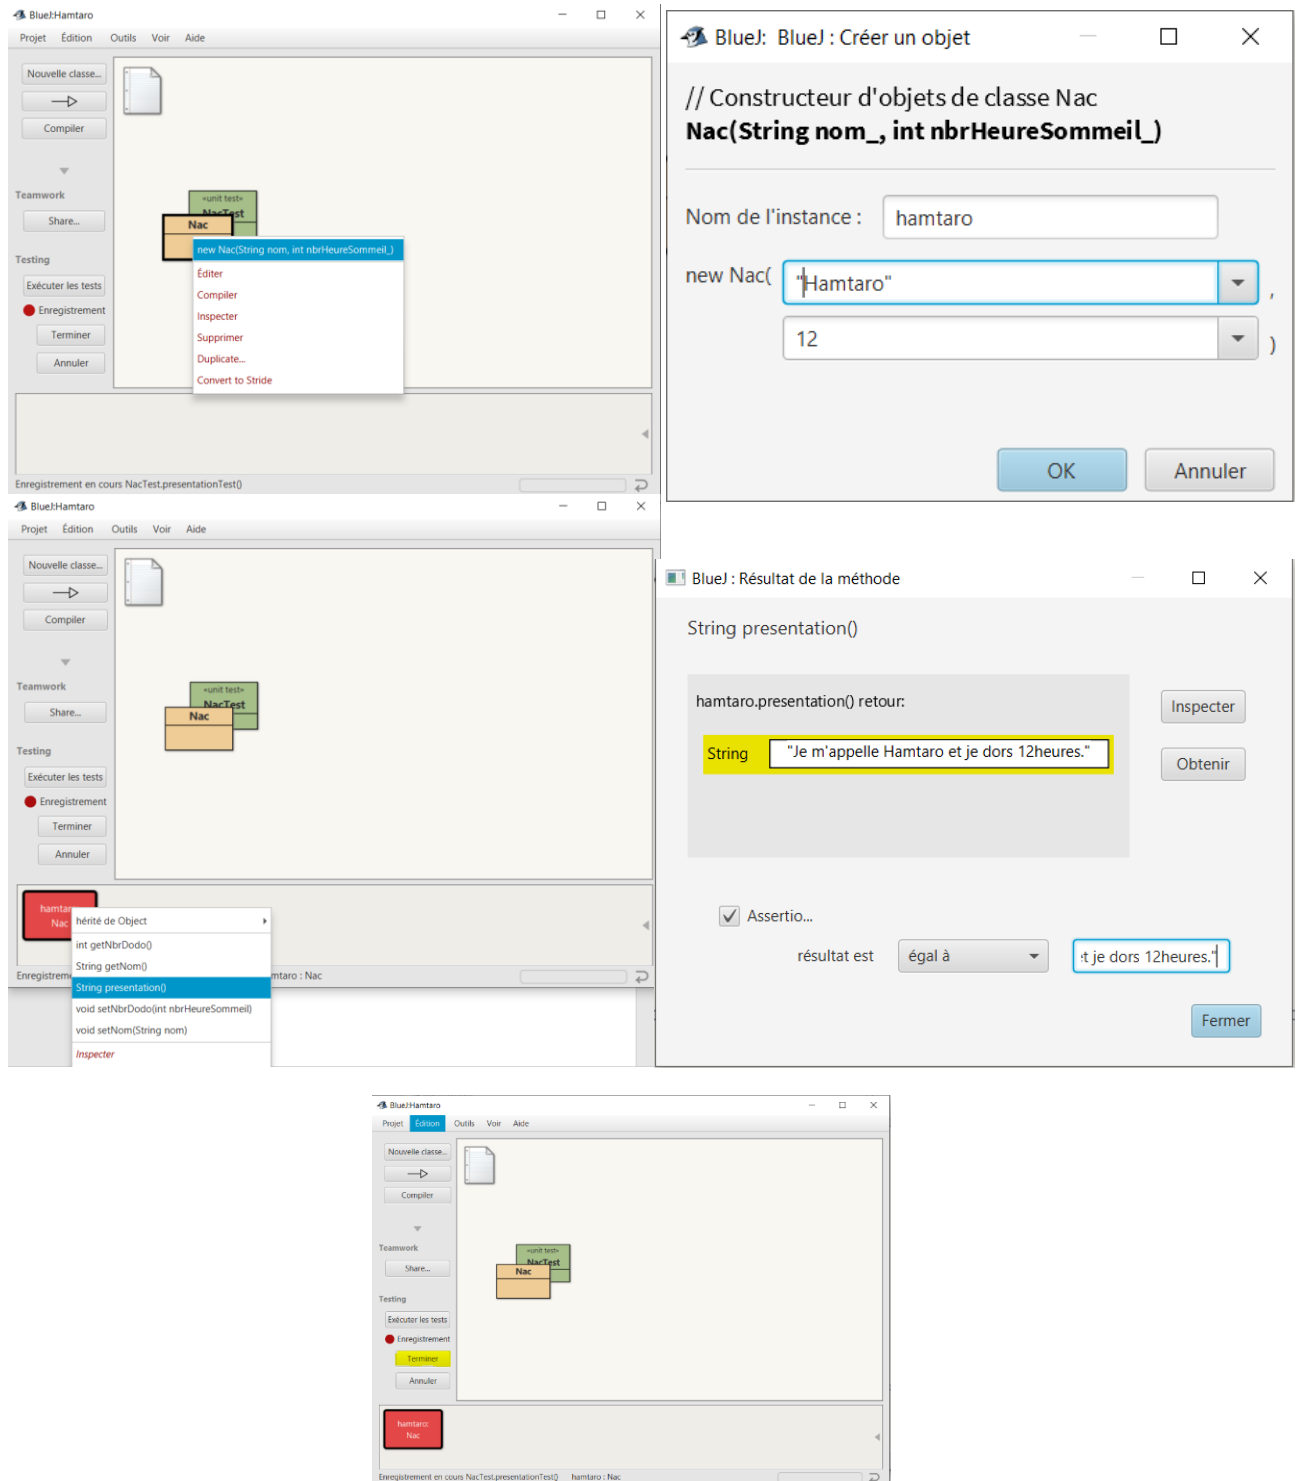 BlueJ:Hamtaro
Projet Édition Outils Voir Aide
Nouvelle classe...
Compiler
Teamwork
Share...
Testing
Exécuter les tests
Enregistrement
Terminer
Annuler
«unit test»
NacTest
Nac
new Nac(String nom, int nbrHeureSommeil_)
Éditer
Compiler
Inspecter
Supprimer
Duplicate...
Convert to Stride
Enregistrement en cours NacTest.presentationTest()
BlueJ: BlueJ : Créer un objet
// Constructeur d'objets de classe Nac
Nac(String nom_, int nbrHeureSommeil_)
Nom de l'instance : hamtaro
new Nac( "Hamtaro" ,
12 )
OK Annuler
BlueJ:Hamtaro
Projet Édition Outils Voir Aide
Nouvelle classe...
Compiler
Teamwork
Share...
Testing
Exécuter les tests
Enregistrement
Terminer
Annuler
«unit test»
NacTest
Nac
hamtar
Nac
hérité de Object
int getNbrDodo()
String getNom()
String presentation()
void setNbrDodo(int nbrHeureSommeil)
void setNom(String nom)
Inspecter
Enregistrem mtaro : Nac
BlueJ : Résultat de la méthode
String presentation()
hamtaro.presentation() retour:
String "Je m'appelle Hamtaro et je dors 12heures."
Inspecter
Obtenir
Assertio...
résultat est égal à t je dors 12heures."
Fermer
BlueJ:Hamtaro
Projet Édition Outils Voir Aide
Nouvelle classe...
Compiler
Teamwork
Share...
Testing
Exécuter les tests
Enregistrement
Terminer
Annuler
«unit test»
NacTest
Nac
hamtaro:
Nac
Enregistrement en cours NacTest.presentationTest() hamtaro : Nac